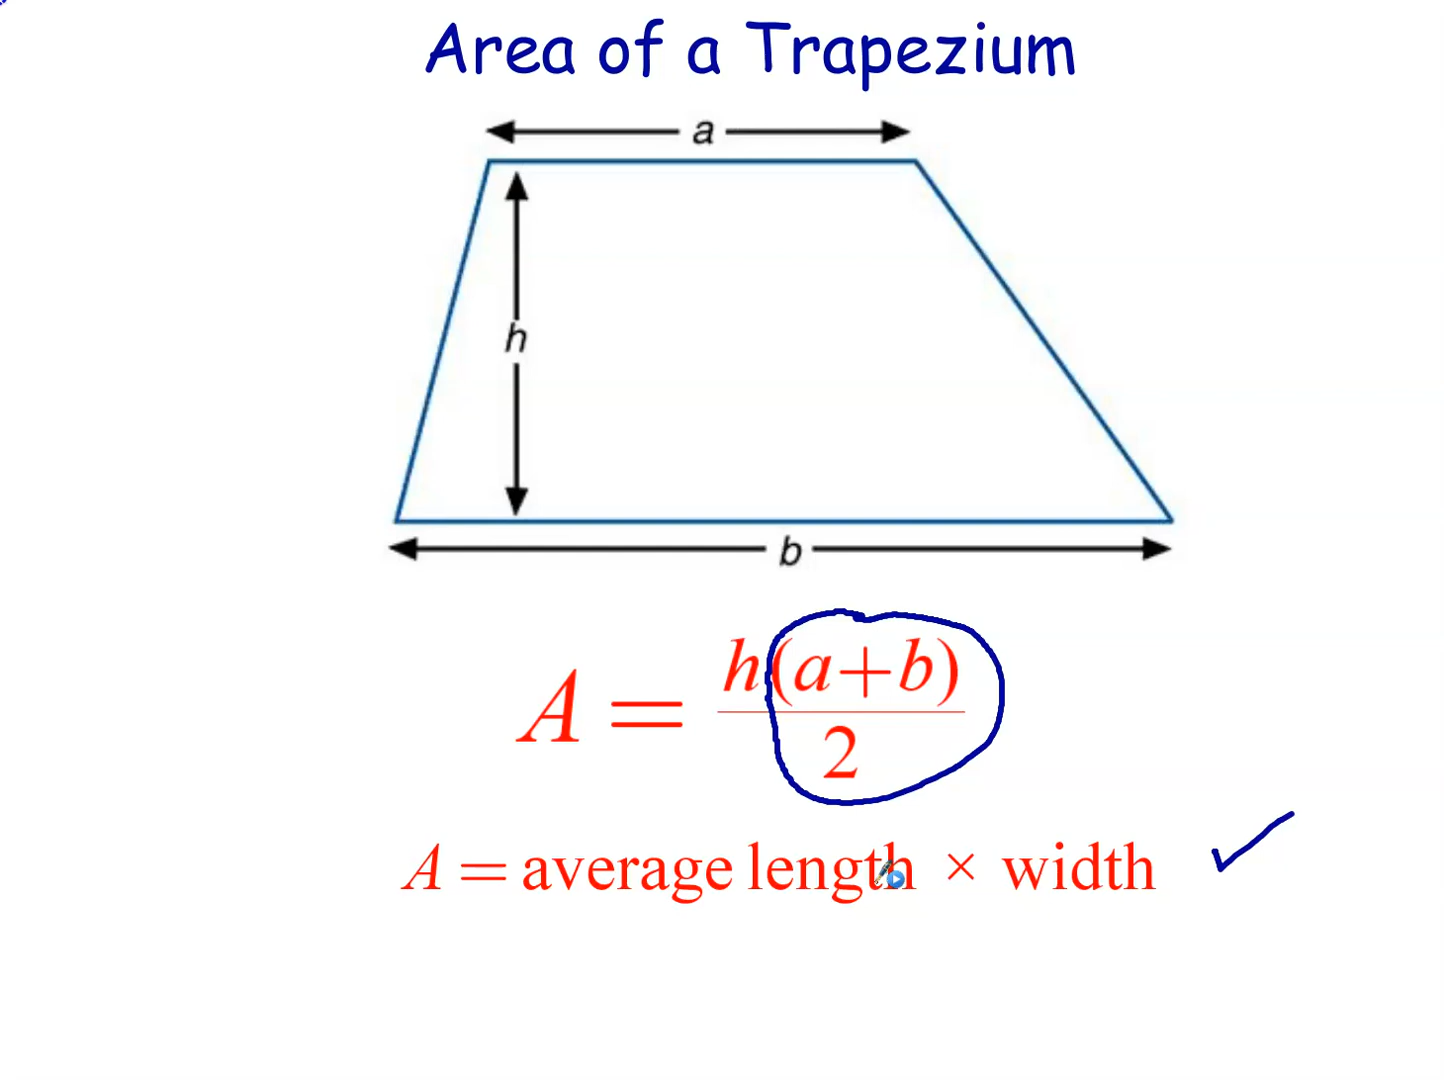 Area of a Trapezium
a
h
b
A = h(a+b)/2
A = average length × width